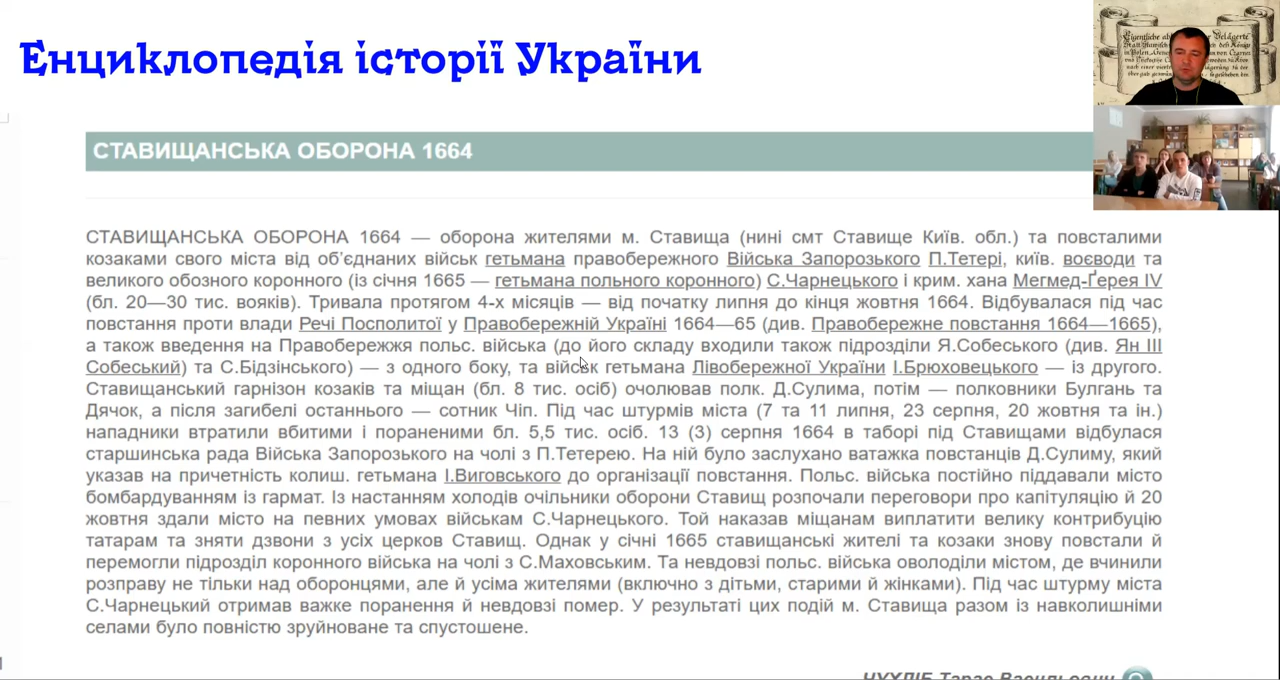 Енциклопедія історії України
СТАВИЩАНСЬКА ОБОРОНА 1664
СТАВИЩАНСЬКА ОБОРОНА 1664 — оборона жителями м. Ставища (нині смт Ставище Київ. обл.) та повсталими
козаками свого міста від об’єднаних військ гетьмана правобережного Війська Запорозького П.Тетері, київ. воєводи та
великого обозного коронного (із січня 1665 — гетьмана польного коронного) С.Чарнецького і крим. хана Мегмед-Ґерея IV
(бл. 20—30 тис. вояків). Тривала протягом 4-х місяців — від початку липня до кінця жовтня 1664. Відбувалася під час
повстання проти влади Речі Посполитої у Правобережній Україні 1664—65 (див. Правобережне повстання 1664—1665),
а також введення на Правобережжя польс. війська (до його складу входили також підрозділи Я.Собеського (див. Ян III
Собеський) та С.Бідзінського) — з одного боку, та військ гетьмана Лівобережної України І.Брюховецького — із другого.
Ставищанський гарнізон козаків та міщан (бл. 8 тис. осіб) очолював полк. Д.Сулима, потім — полковники Булган та
Дячок, а після загибелі останнього — сотник Чіп. Під час штурмів міста (7 та 11 липня, 23 серпня, 20 жовтня та ін.)
нападники втратили вбитими і пораненими бл. 5,5 тис. осіб. 13 (3) серпня 1664 в таборі під Ставищами відбулася
старшинська рада Війська Запорозького на чолі з П.Тетерею. На ній було заслухано ватажка повстанців Д.Сулиму, який
указав на причетність колиш. гетьмана І.Виговського до організації повстання. Польс. війська постійно піддавали місто
бомбардуванням із гармат. Із настанням холодів очільники оборони Ставищ розпочали переговори про капітуляцію й 20
жовтня здали місто на певних умовах військам С.Чарнецького. Той наказав міщанам виплатити велику контрибуцію
татарам та зняти дзвони з усіх церков Ставищ. Однак у січні 1665 ставищанські жителі та козаки знову повстали й
перемогли підрозділ коронного війська на чолі з С.Маховським. Та невдовзі польс. війська оволоділи містом, де вчинили
розправу не тільки над оборонцями, але й усіма жителями (включно з дітьми, старими й жінками). Під час штурму міста
С.Чарнецький отримав важке поранення й невдовзі помер. У результаті цих подій м. Ставища разом із навколишніми
селами було повністю зруйноване та спустошене.
ЧУХЛІБ Тарас Васильович